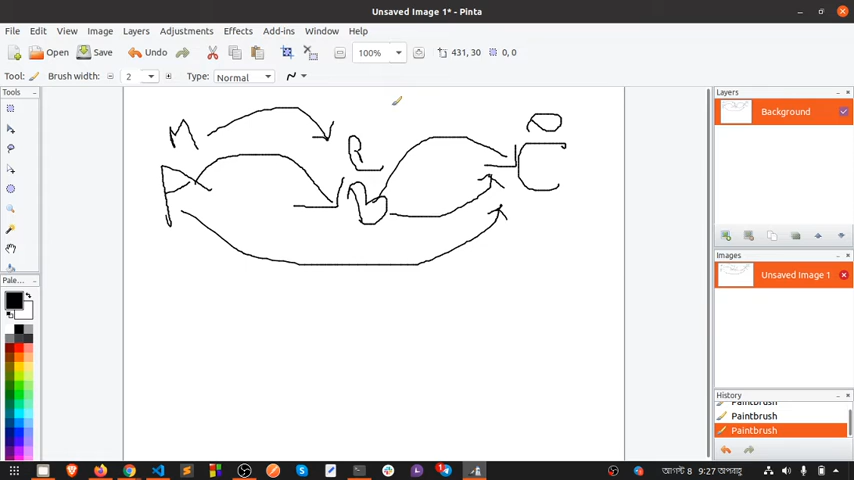 Unsaved Image 1* - Pinta
File Edit View Image Layers Adjustments Effects Add-ins Window Help
Open Save Undo 100% 431, 30 0, 0
Tool: Brush width: 2 Type: Normal
Tools
Layers
Background
M R
Images
Unsaved Image 1
Pale...
History
Paintbrush
Paintbrush
Paintbrush
1 আগস্ট 8 9:27 অপরাহ্ণ